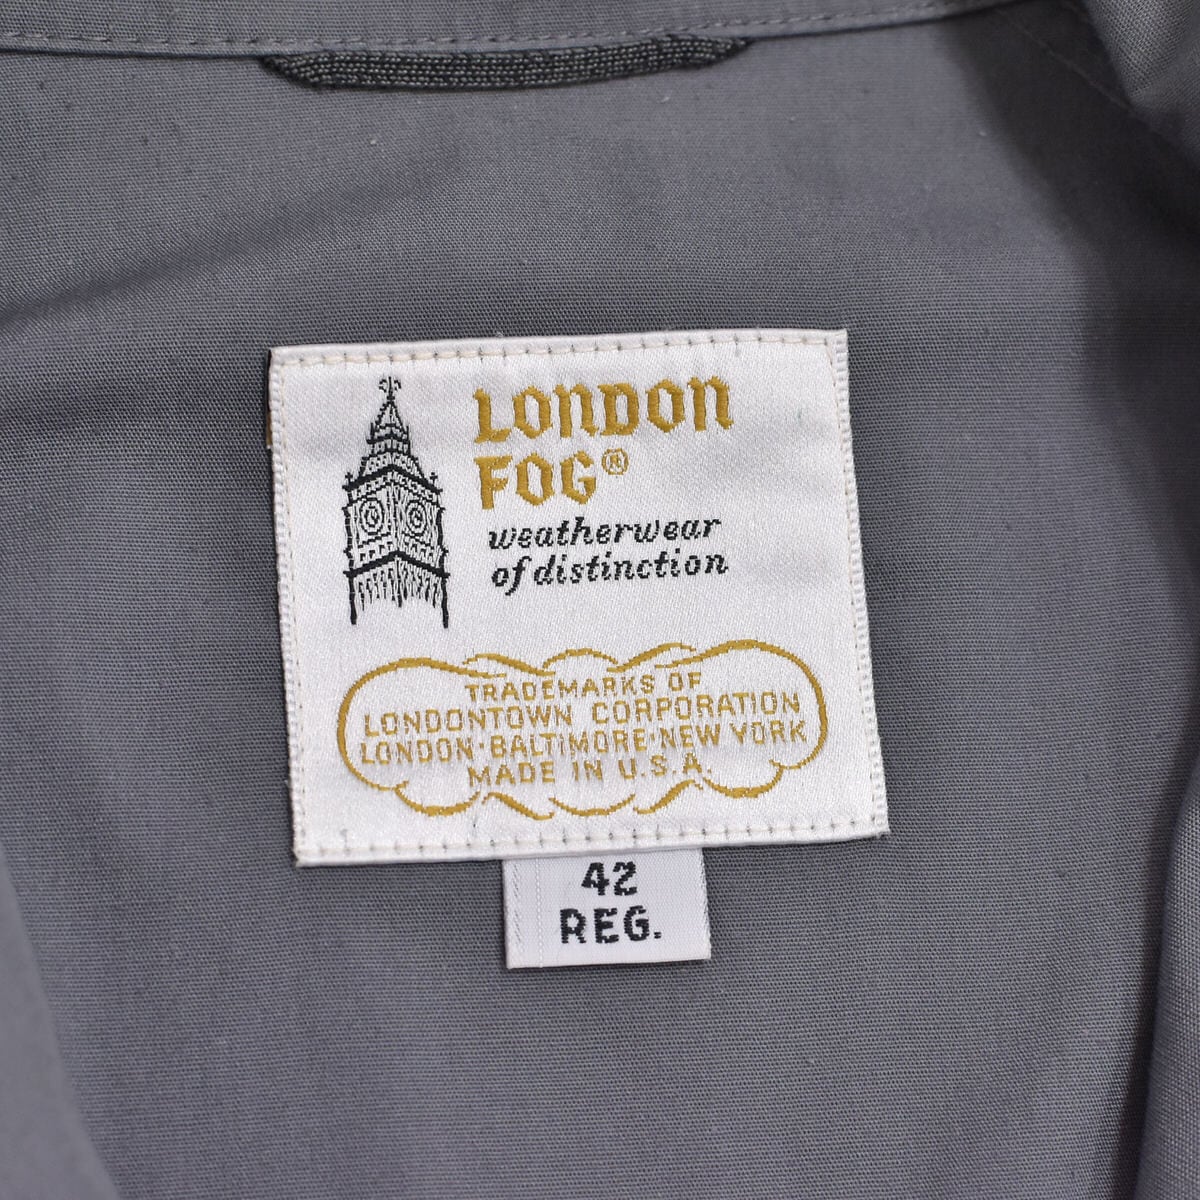 LONDON
FOG®
weatherwear
of distinction
TRADEMARKS OF
LONDONTOWN CORPORATION
LONDON·BALTIMORE·NEW YORK
MADE IN U.S.A.
42
REG.